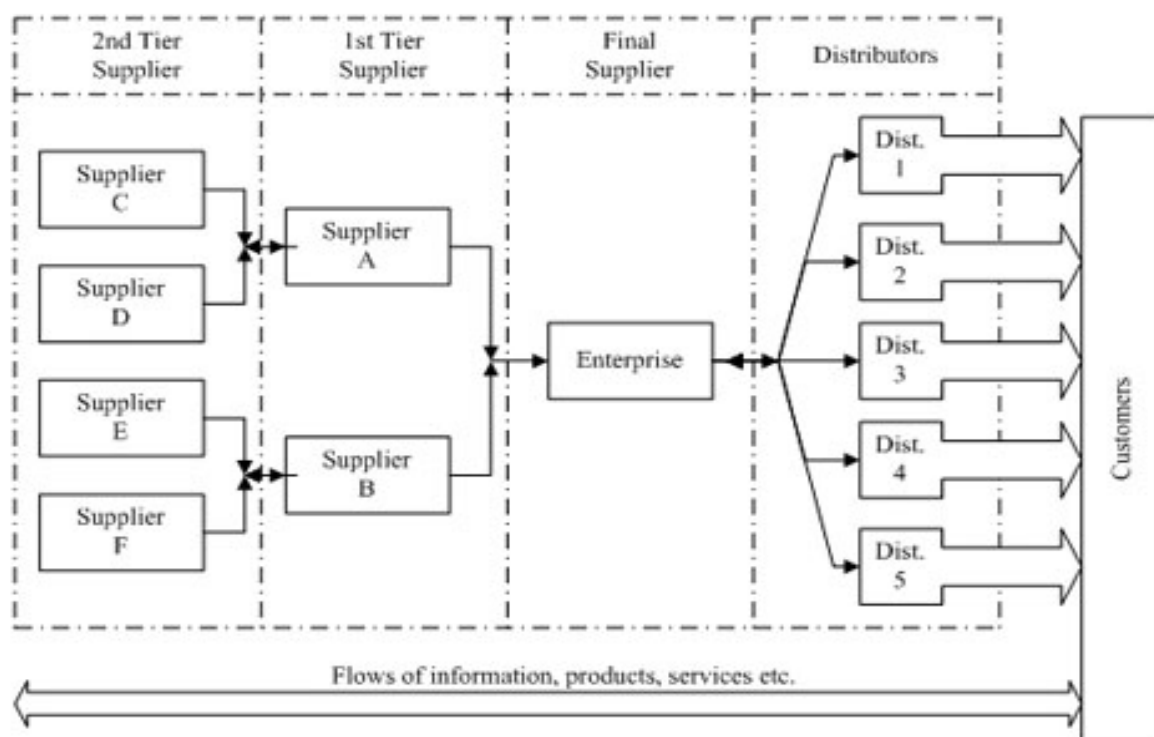 2nd Tier
Supplier
1st Tier
Supplier
Final
Supplier
Distributors
Supplier
C
Supplier
D
Supplier
E
Supplier
F
Supplier
A
Supplier
B
Enterprise
Dist.
1
Dist.
2
Dist.
3
Dist.
4
Dist.
5
Customers
Flows of information, products, services etc.